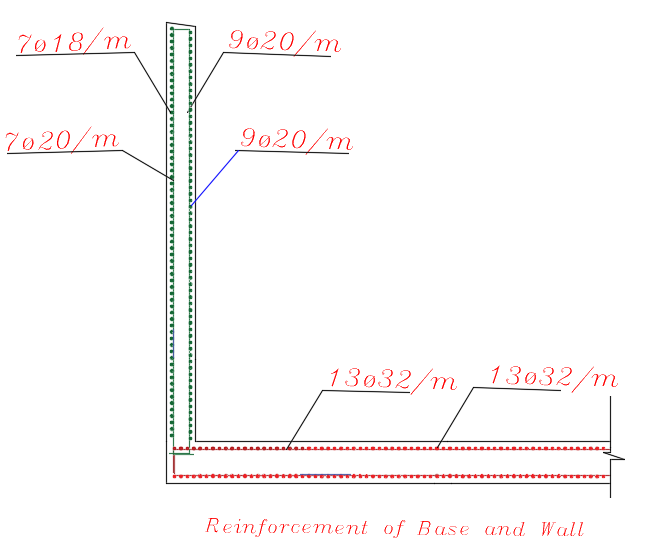 7ø18/m
9ø20/m
7ø20/m
9ø20/m
13ø32/m
13ø32/m
Reinforcement of Base and Wall